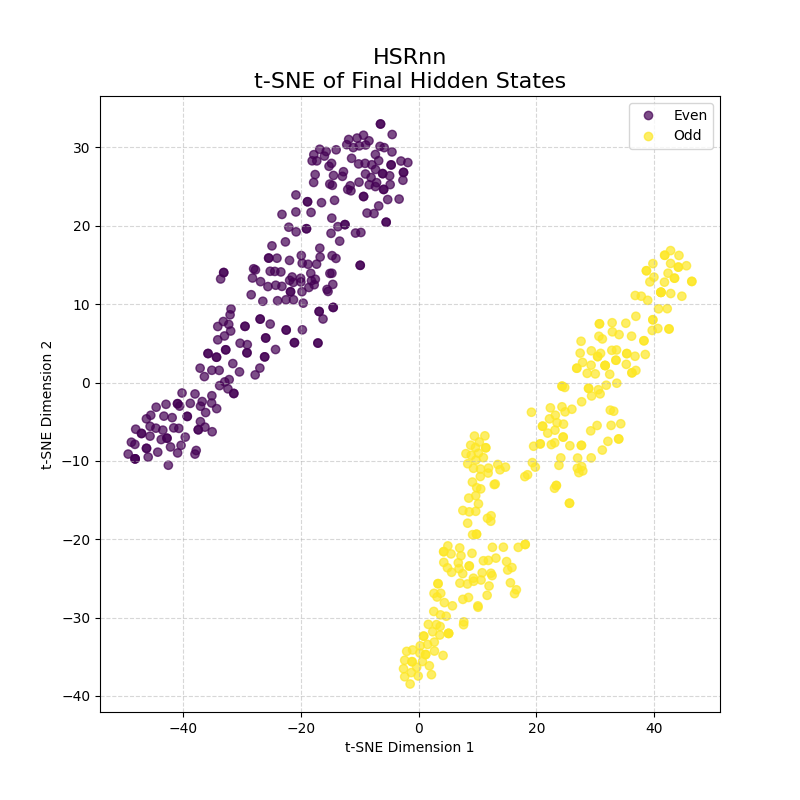 HSRnn
t-SNE of Final Hidden States
Even
Odd
30
20
10
0
−10
−20
−30
−40
t-SNE Dimension 2
−40
−20
0
20
40
t-SNE Dimension 1